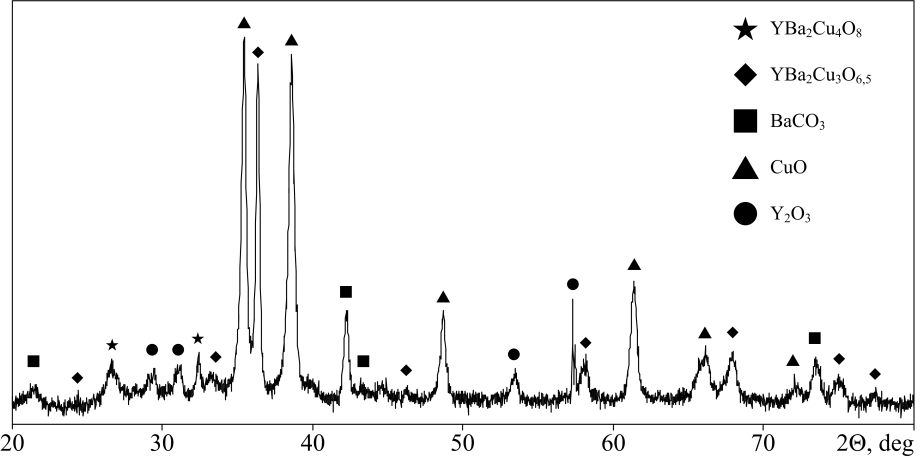 YBa₂Cu₄O₈
YBa₂Cu₃O₆,₅
BaCO₃
CuO
Y₂O₃
20 30 40 50 60 70 2Θ, deg